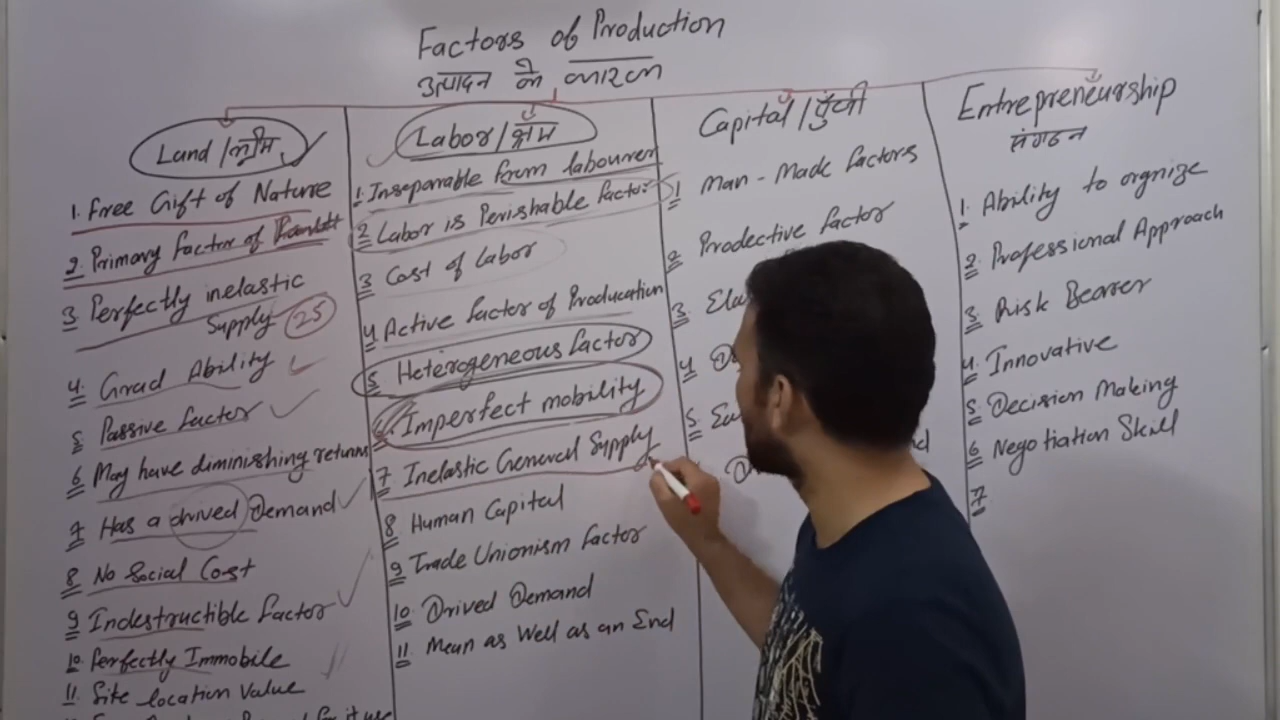 Factors of Production
उत्पादन के कारक
Land/भूमि
1. Free Gift of Nature
2. Primary factor of
3 Perfectly inelastic
Supply 25
4. Grad Ability
5 Passive factor
6 May have diminishing returns
7 Has a drived Demand
8 No Social Cost
9 Indestructible factor
10. Perfectly Immobile
11. Site location Value
Labor/श्रम
1. Inseparable from labourer
2 Labor is Perishable factor
3 Cost of Labor
4 Active factor of Producation
5. Heterogeneous factor
Imperfect mobility
7 Inelastic General Supply
8 Human Capital
9 Trade Unionism factor
10 Drived Demand
11 Mean as Well as an End
Capital/पूंजी
1 Man-Made factors
2 Prodective factor
3. Ela
4
5.
Entrepreneurship
संगठन
1. Ability to orgnize
2 Professional Approach
3 Risk Bearer
4. Innovative
5 Decision Making
6 Negotiation Skill
7